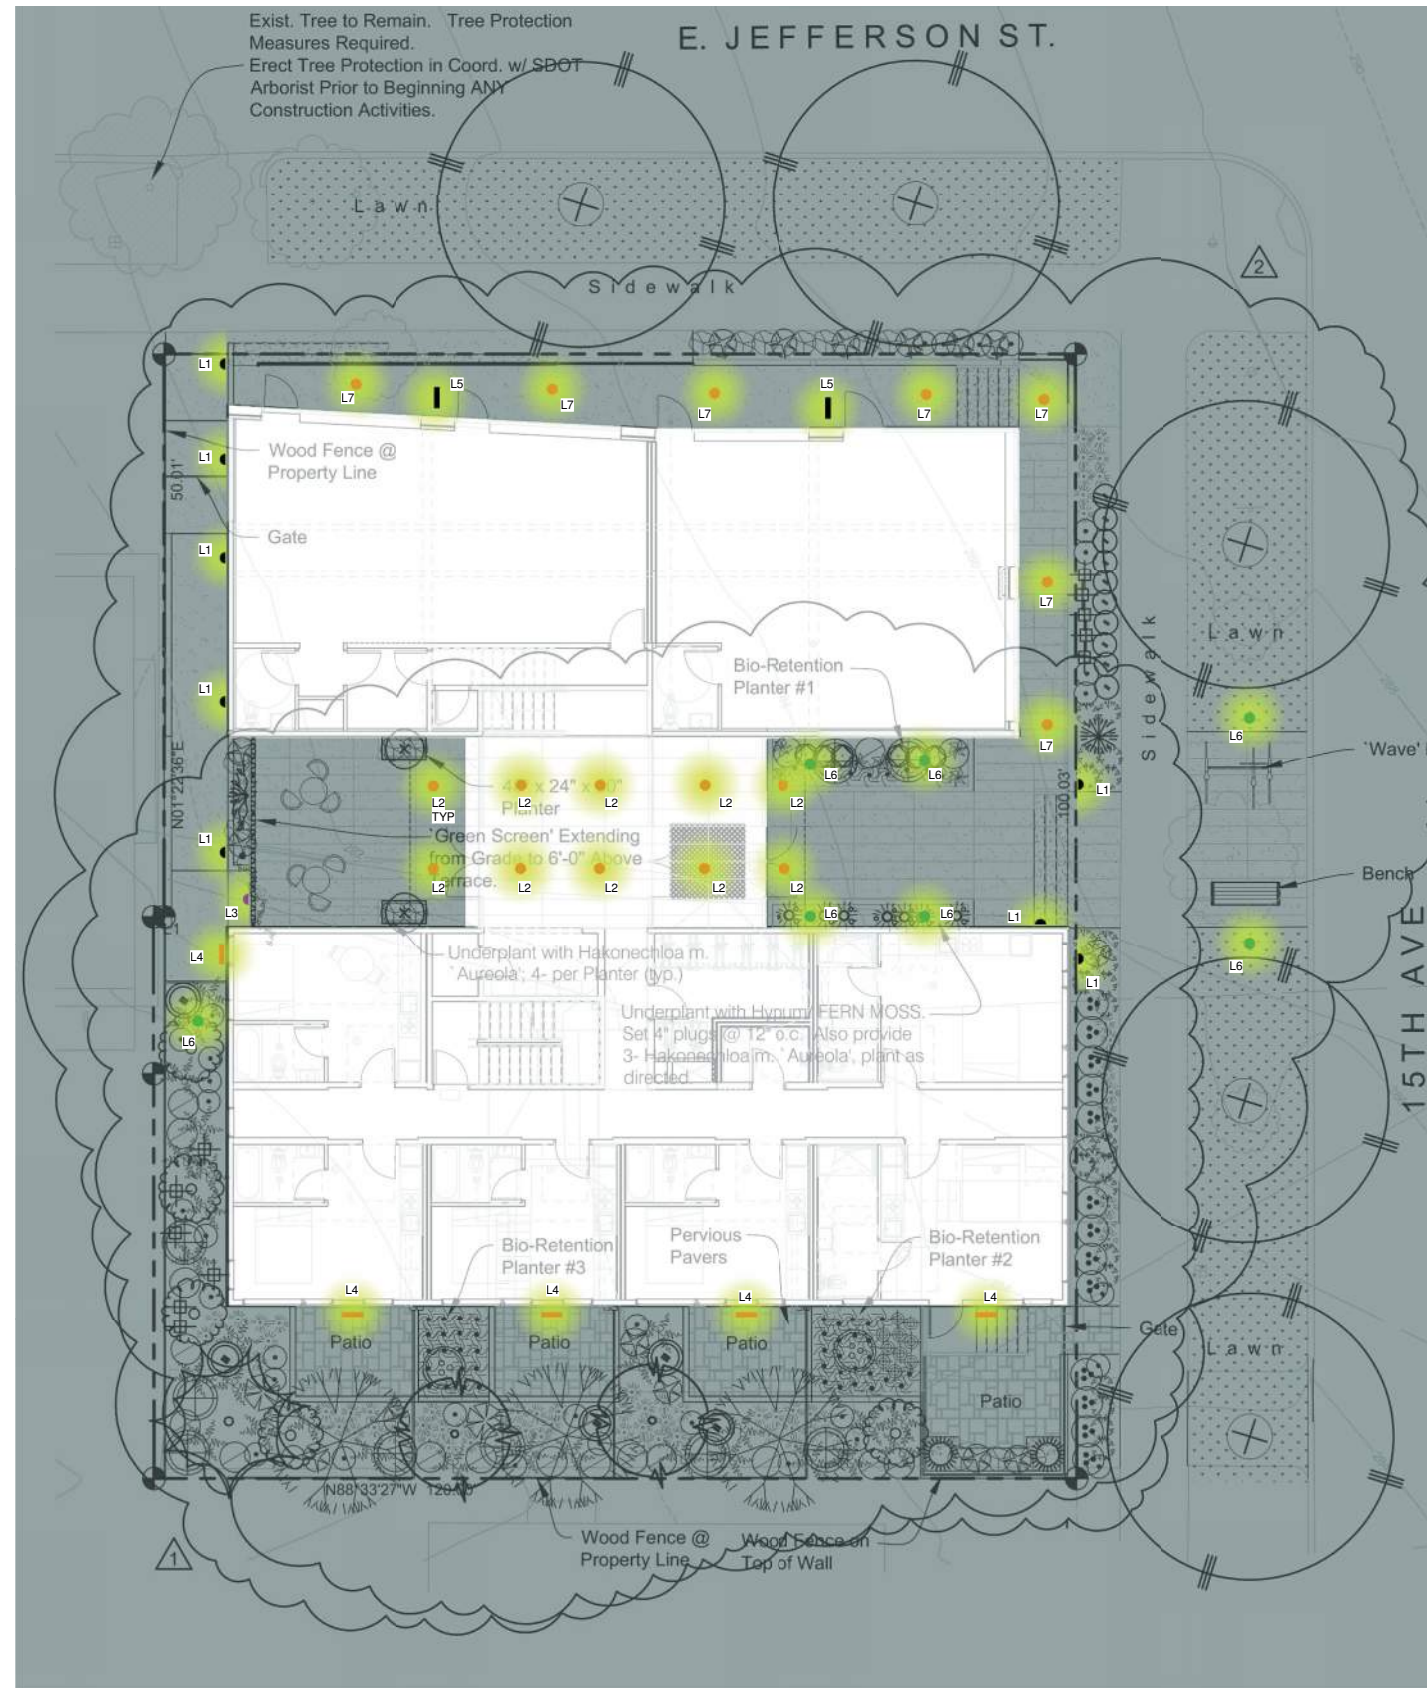 Exist. Tree to Remain. Tree Protection
Measures Required.
Erect Tree Protection in Coord. w/ SDOT
Arborist Prior to Beginning ANY
Construction Activities.
E. JEFFERSON ST.
Lawn
Sidewalk
2
L1
L7
L5
L7
L7
L5
L7
L7
Wood Fence @
Property Line
50.01'
L1
Gate
L1
L7
Lawn
Sidewalk
Bio-Retention
Planter #1
L1
L7
L6
`Wave'
N01°22'36"E
100.03'
L6
L6
L1
L2
TYP
L2
L2
L2
L2
x 24" x
Planter
`Green Screen' Extending
from Grade to 6'-0" Above
Terrace.
L1
L2
L2
L2
L2
L2
Bench
L3
L6
L6
L1
L4
L1
L6
15TH AVE
Underplant with Hakonechloa m.
`Aureola'; 4- per Planter (typ.)
L6
Underplant with Hypum/ FERN MOSS.
Set 4" plugs @ 12" o.c. Also provide
3- Hakonechloa m. `Aureola', plant as
directed.
Bio-Retention
Planter #3
Pervious
Pavers
Bio-Retention
Planter #2
L4
L4
L4
L4
Patio
Patio
Patio
Gate
Lawn
Patio
N88°33'27"W
1
Wood Fence @
Property Line
Wood Fence on
Top of Wall